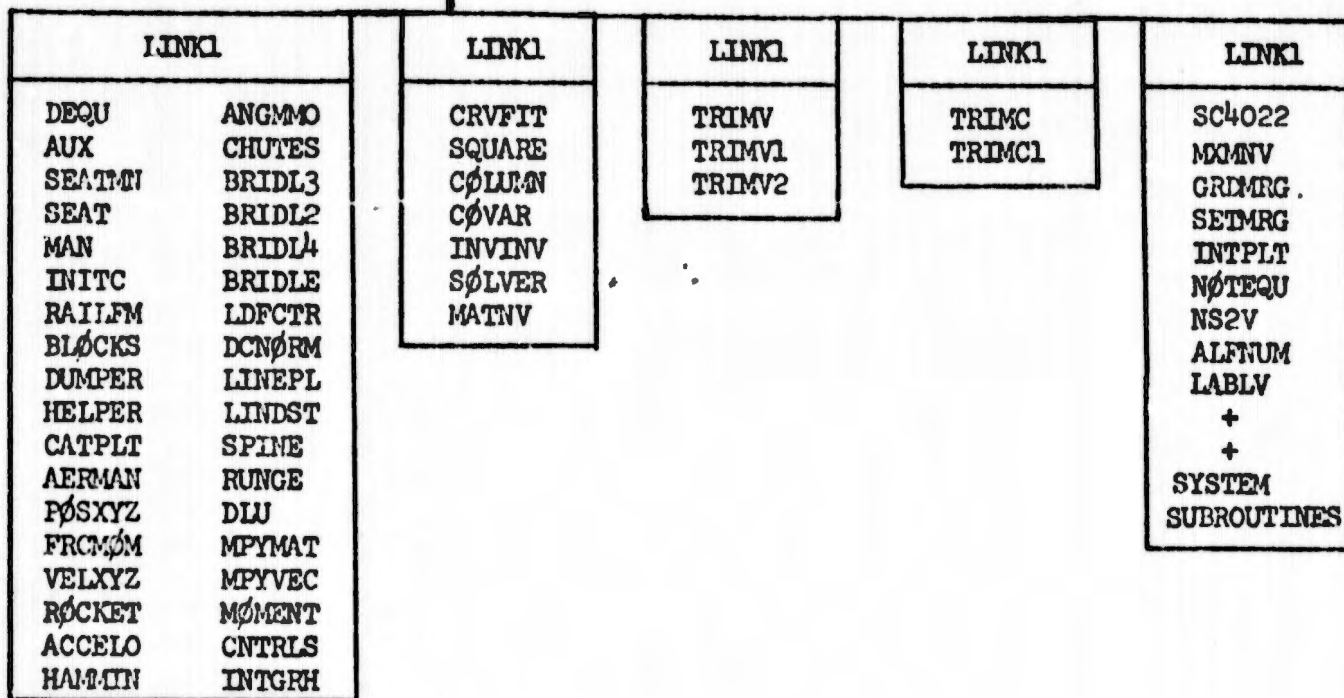 LINK1
DEQU ANGMMO
AUX CHUTES
SEATMN BRIDL3
SEAT BRIDL2
MAN BRIDL4
INITC BRIDLE
RAILFM LDFCTR
BLØCKS DCNØRM
DUMPER LINEPL
HELPER LINDST
CATPLT SPINE
AERMAN RUNGE
PØSXYZ DLU
FRCMØM MPYMAT
VELXYZ MPYVEC
RØCKET MØMENT
ACCELO CNTRLS
HAMMIN INTGRH
LINK1
CRVFIT
SQUARE
CØLUMN
CØVAR
INVINV
SØLVER
MATNV
LINK1
TRIMV
TRIMV1
TRIMV2
LINK1
TRIMC
TRIMC1
LINK1
SC4022
MXMNV
GRDMRG
SETMRG
INTPLT
NØTEQU
NS2V
ALFNUM
LABLV
+
+
SYSTEM
SUBROUTINES